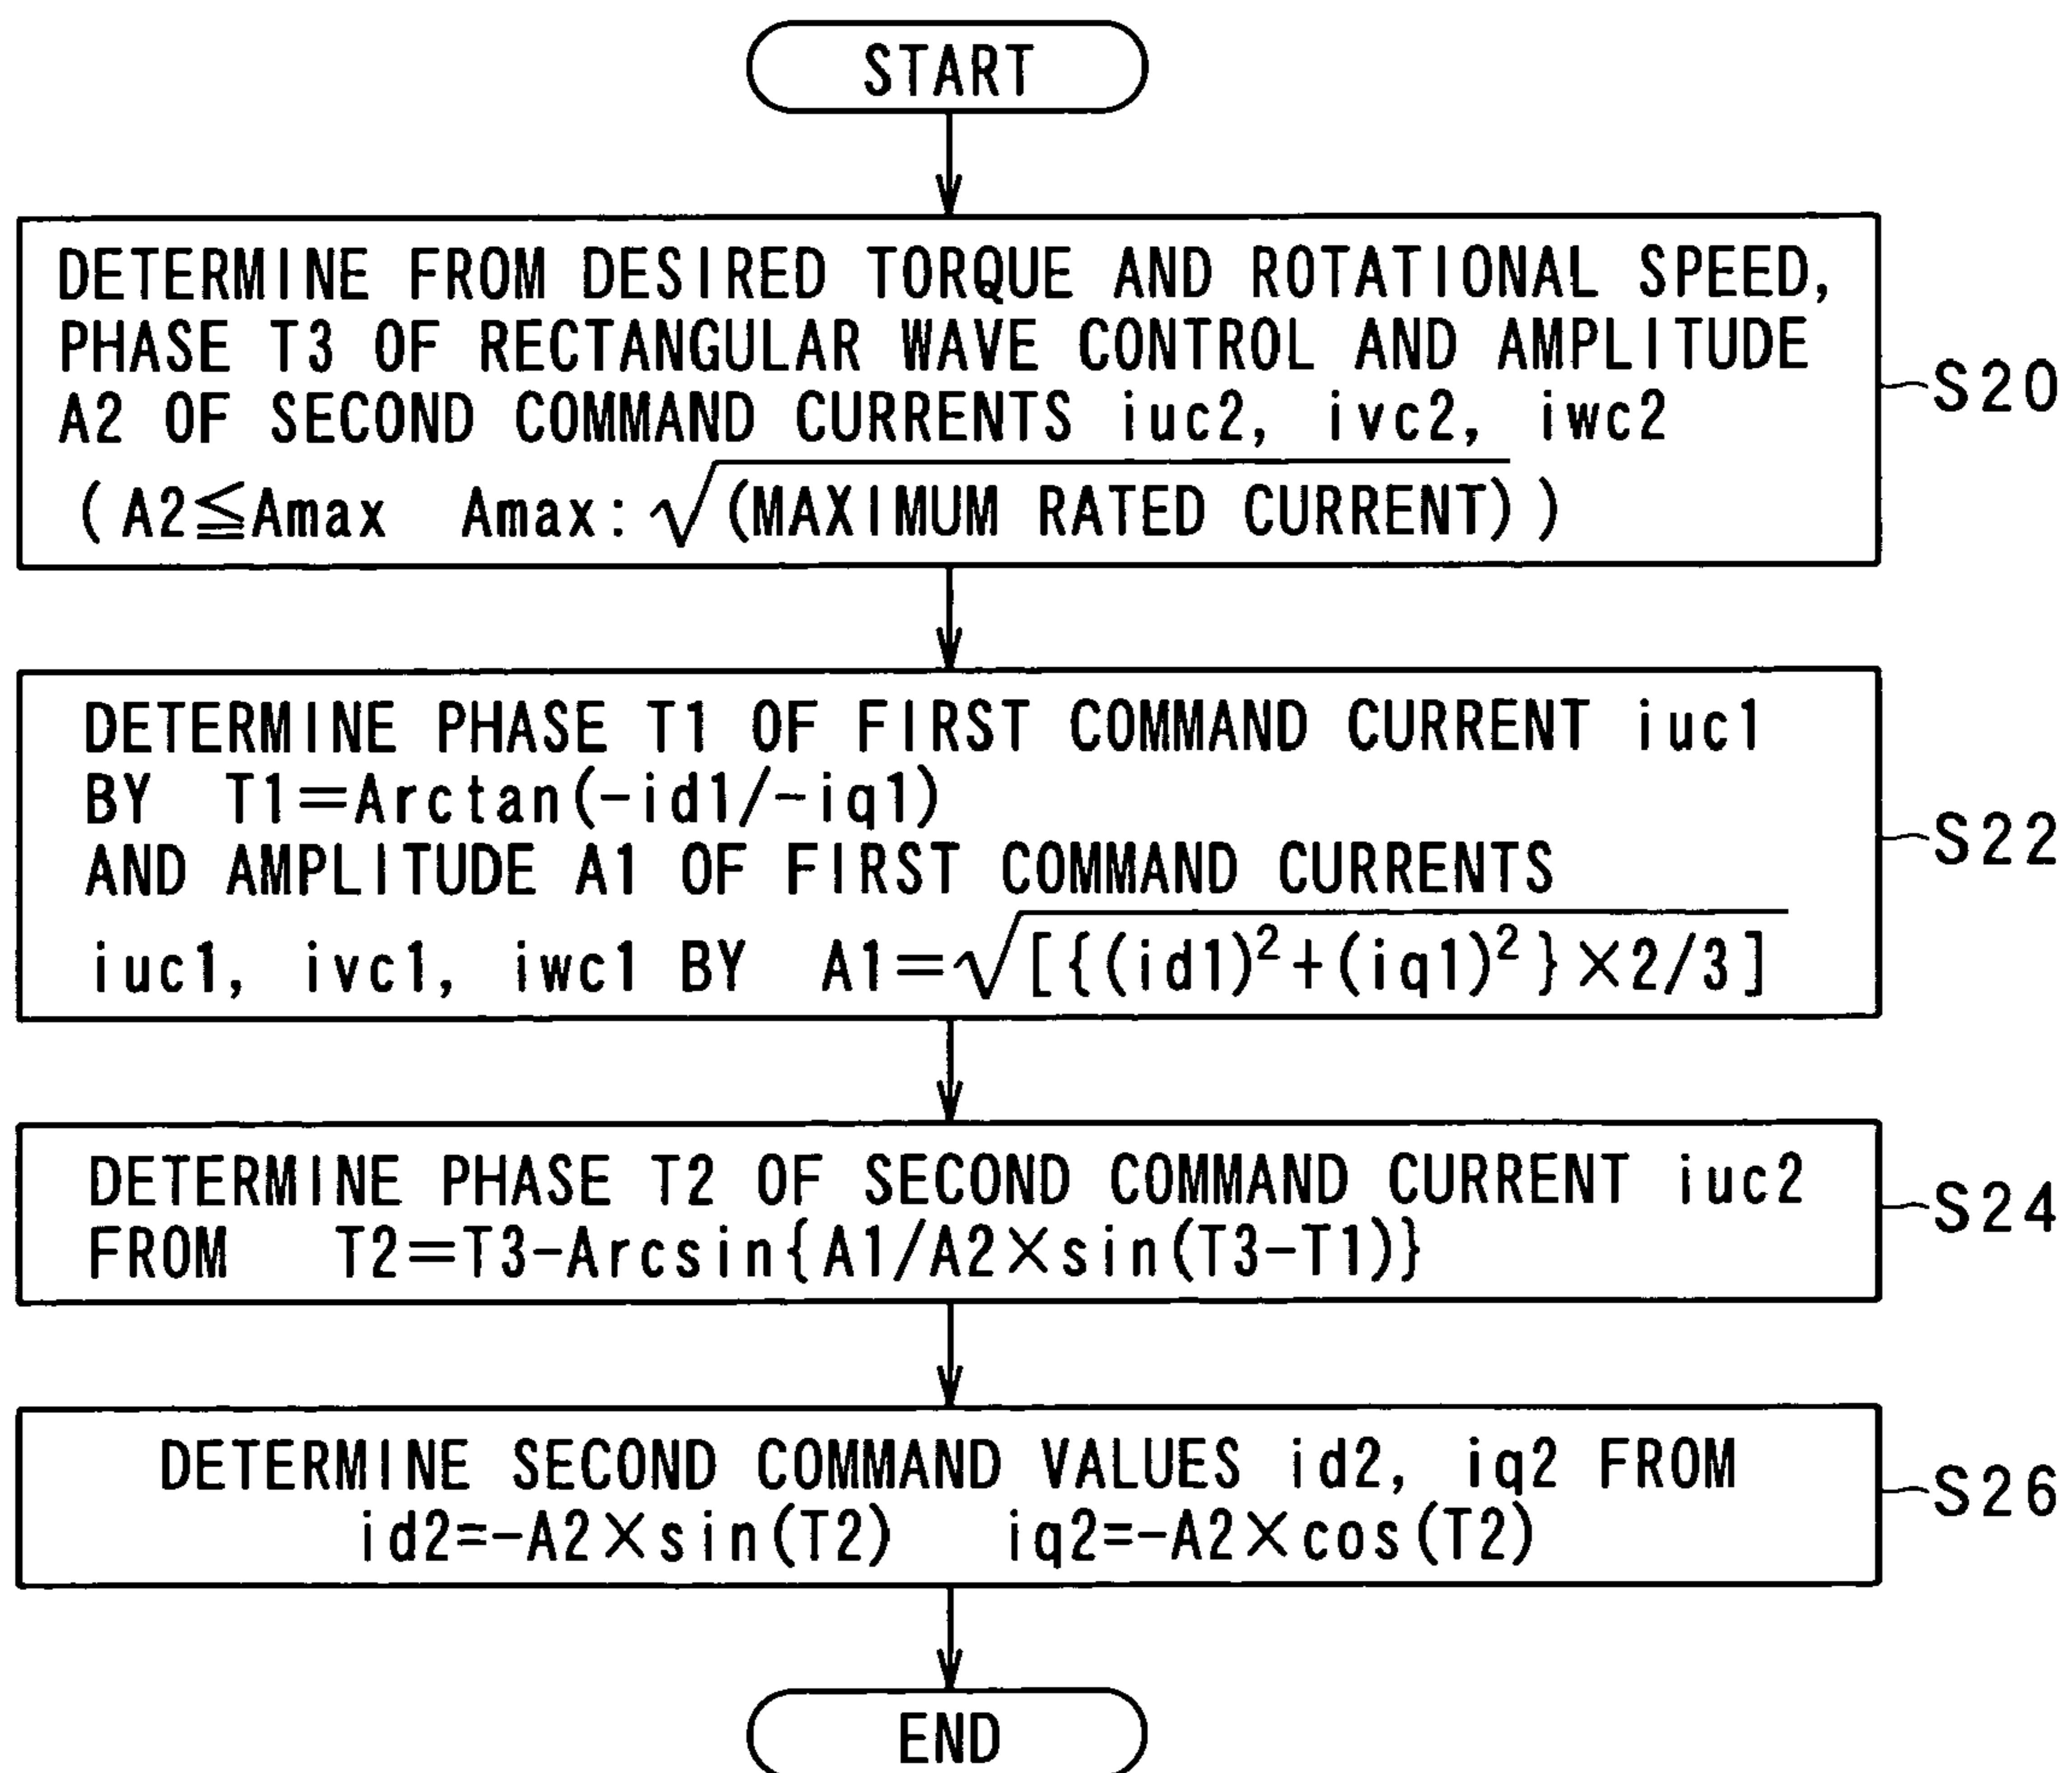 START
DETERMINE FROM DESIRED TORQUE AND ROTATIONAL SPEED,
PHASE T3 OF RECTANGULAR WAVE CONTROL AND AMPLITUDE
A2 OF SECOND COMMAND CURRENTS iuc2, ivc2, iwc2
(A2≦Amax Amax:√(MAXIMUM RATED CURRENT))
S20
DETERMINE PHASE T1 OF FIRST COMMAND CURRENT iuc1
BY T1=Arctan(-id1/-iq1)
AND AMPLITUDE A1 OF FIRST COMMAND CURRENTS
iuc1, ivc1, iwc1 BY A1=√[{(id1)²+(iq1)²}×2/3]
S22
DETERMINE PHASE T2 OF SECOND COMMAND CURRENT iuc2
FROM T2=T3-Arcsin{A1/A2×sin(T3-T1)}
S24
DETERMINE SECOND COMMAND VALUES id2, iq2 FROM
id2=-A2×sin(T2) iq2=-A2×cos(T2)
S26
END